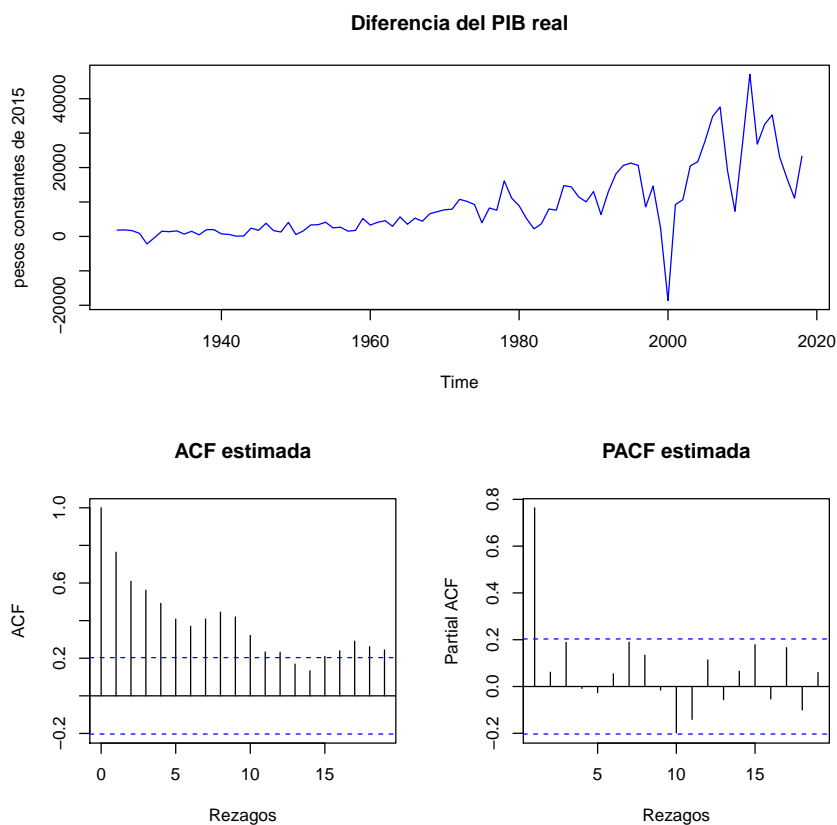 Diferencia del PIB real
pesos constantes de 2015
−20000
0
20000
40000
1940
1960
1980
2000
2020
Time
ACF estimada
ACF
−0.2
0.2
0.6
1.0
0
5
10
15
Rezagos
PACF estimada
Partial ACF
−0.2
0.0
0.2
0.4
0.6
0.8
5
10
15
Rezagos